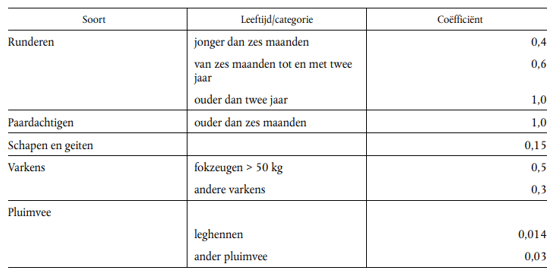 Soort Leeftijd/categorie Coëfficiënt
Runderen jonger dan zes maanden 0,4
van zes maanden tot en met twee 0,6
jaar
ouder dan twee jaar 1,0
Paardachtigen ouder dan zes maanden 1,0
Schapen en geiten 0,15
Varkens fokzeugen > 50 kg 0,5
andere varkens 0,3
Pluimvee
leghennen 0,014
ander pluimvee 0,03